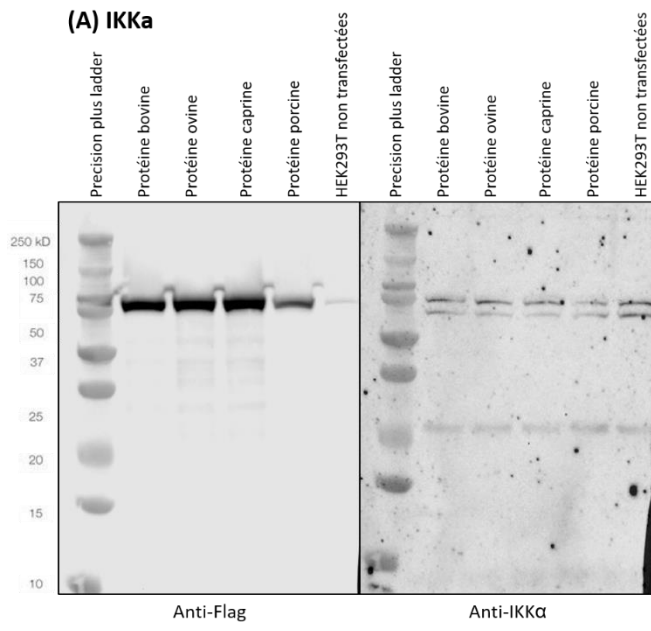 (A) IKKa
Precision plus ladder
Protéine bovine
Protéine ovine
Protéine caprine
Protéine porcine
HEK293T non transfectées
Precision plus ladder
Protéine bovine
Protéine ovine
Protéine caprine
Protéine porcine
HEK293T non transfectées
250 kD
150
100
75
50
37
25
20
15
10
Anti-Flag
Anti-IKKα